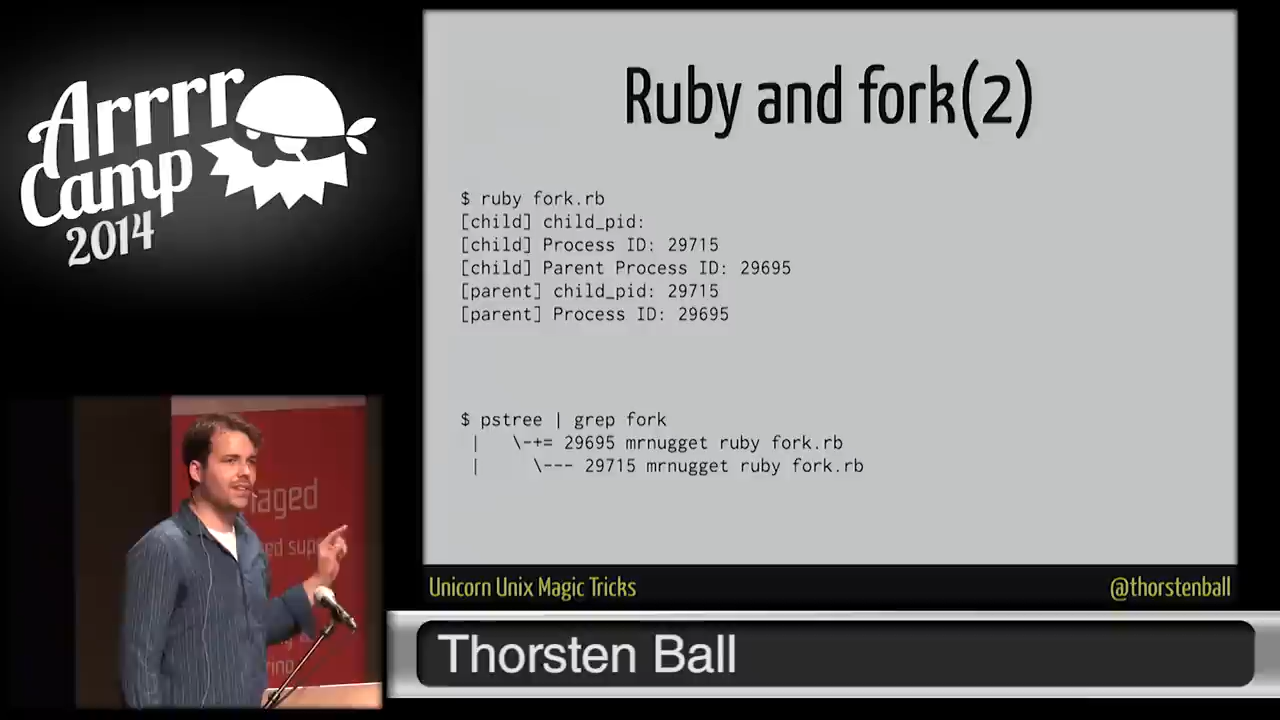 Arrrr
Camp
2014
Ruby and fork(2)
$ ruby fork.rb
[child] child_pid:
[child] Process ID: 29715
[child] Parent Process ID: 29695
[parent] child_pid: 29715
[parent] Process ID: 29695
$ pstree | grep fork
|   \-+= 29695 mrnugget ruby fork.rb
|     \--- 29715 mrnugget ruby fork.rb
Unicorn Unix Magic Tricks
@thorstenball
Thorsten Ball